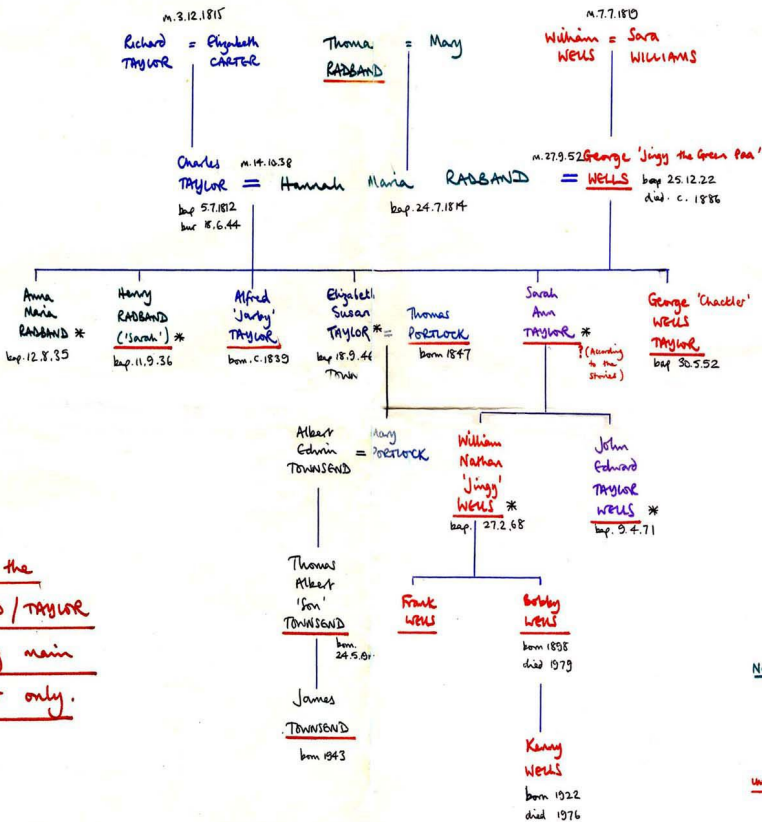 m.3.12.1815
m.7.7.1819
Richard = Elizabeth
TAYLOR CARTER
Thoma = Mary
RADBAND
William = Sara
WELLS WILLIAMS
Charles
TAYLOR
m.14.10.38
= Hannah Maria RADBAND =
m.27.9.52
George 'Jingy the Green Paa'
WELLS
bap 5.7.1812
bur 18.6.44
bap.24.7.1814
bap 25.12.22
died. c. 1886
Anna
Maria
RADBAND *
bap.12.8.35
Henry
RADBAND
('Sarah') *
bap.11.9.36
Alfred
'Jarby'
TAYLOR
born.c.1839
Elizabeth
Susan
TAYLOR * =
bap 18.9.46
Thomas
PORTLOCK
born 1847
Sarah
Ann
TAYLOR *
? (According
to the
stories)
George 'Chackler'
WELLS
TAYLOR
bap 30.5.52
Albert
Edwin =
TOWNSEND
Mary
PORTLOCK
William
Nathan
'Jingy'
WELLS *
bap. 27.2.68
John
Edward
TAYLOR
WELLS *
bap. 9.4.71
Thomas
Albert
'Son'
TOWNSEND
born.
Frank
WELLS
Bobby
WELLS
born 1898
died 1979
James
TOWNSEND
born 1943
Kenny
WELLS
born 1922
died 1976
the
/ TAYLOR
main
only.